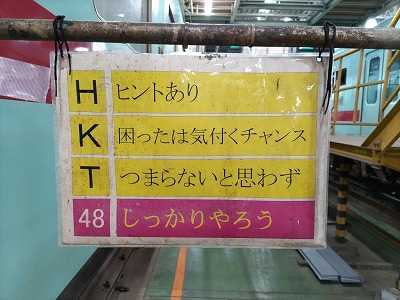 H ヒントあり
K 困ったは気付くチャンス
T つまらないと思わず
48 しっかりやろう